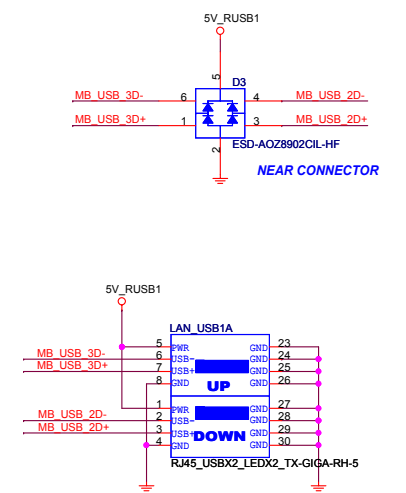 5V_RUSB1
D3
MB_USB_3D- 6 5 4 MB_USB_2D-
MB_USB_3D+ 1 2 3 MB_USB_2D+
ESD-AOZ8902CIL-HF
NEAR CONNECTOR
5V_RUSB1
LAN_USB1A
5 PWR GND 23
MB_USB_3D- 6 USB- GND 24
MB_USB_3D+ 7 USB+ GND 25
8 GND UP GND 26
1 PWR GND 27
MB_USB_2D- 2 USB- GND 28
MB_USB_2D+ 3 USB+ DOWN GND 29
4 GND GND 30
RJ45_USBX2_LEDX2_TX-GIGA-RH-5